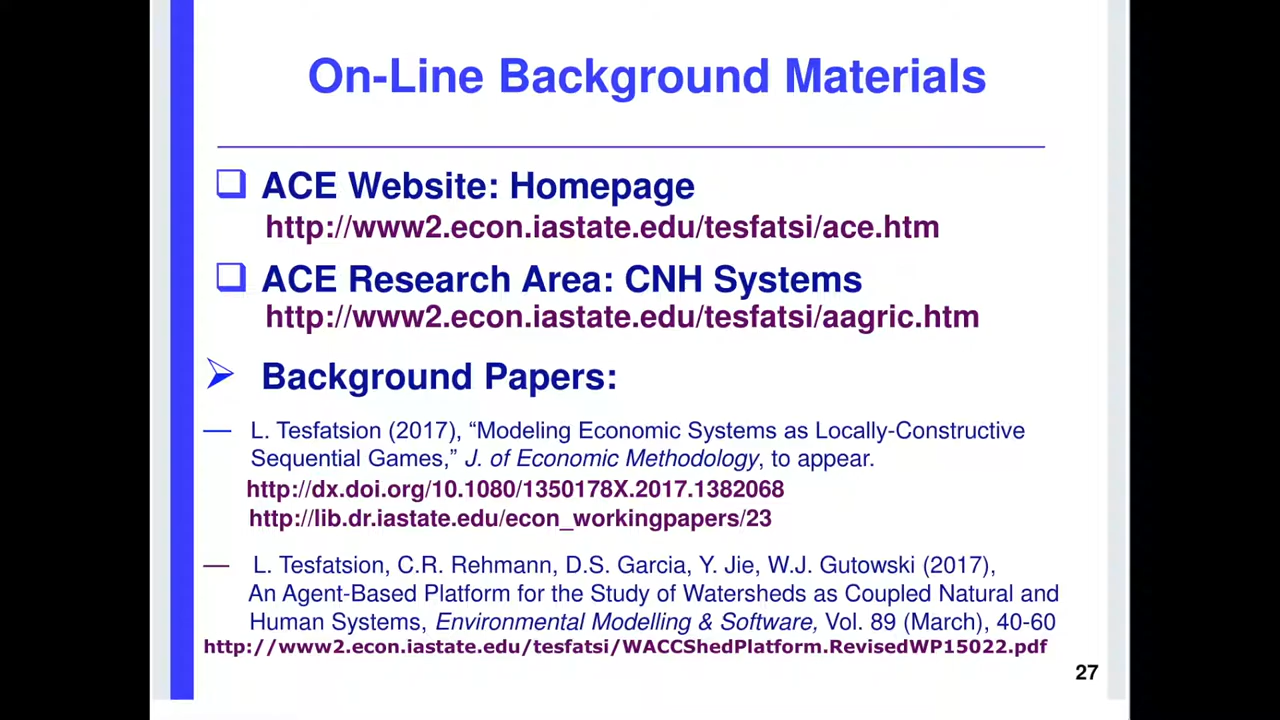 On-Line Background Materials
ACE Website: Homepage
http://www2.econ.iastate.edu/tesfatsi/ace.htm
ACE Research Area: CNH Systems
http://www2.econ.iastate.edu/tesfatsi/aagric.htm
Background Papers:
— L. Tesfatsion (2017), “Modeling Economic Systems as Locally-Constructive
Sequential Games,” J. of Economic Methodology, to appear.
http://dx.doi.org/10.1080/1350178X.2017.1382068
http://lib.dr.iastate.edu/econ_workingpapers/23
— L. Tesfatsion, C.R. Rehmann, D.S. Garcia, Y. Jie, W.J. Gutowski (2017),
An Agent-Based Platform for the Study of Watersheds as Coupled Natural and
Human Systems, Environmental Modelling & Software, Vol. 89 (March), 40-60
http://www2.econ.iastate.edu/tesfatsi/WACCShedPlatform.RevisedWP15022.pdf
27